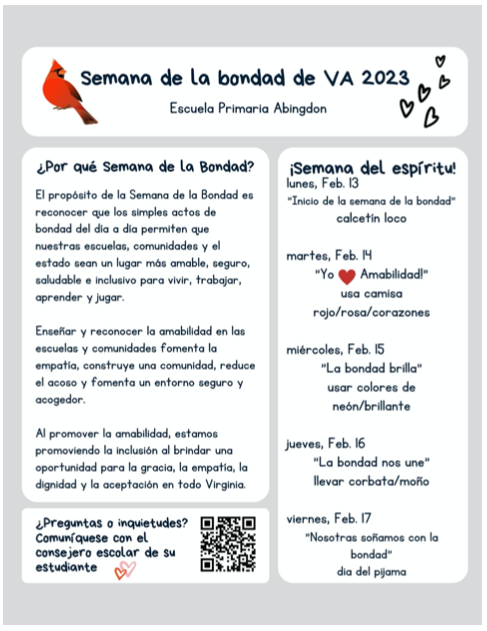 Semana de la bondad de VA 2023
Escuela Primaria Abingdon
¿Por qué Semana de la Bondad?
El propósito de la Semana de la Bondad es
reconocer que los simples actos de
bondad del día a día permiten que
nuestras escuelas, comunidades y el
estado sean un lugar más amable, seguro,
saludable e inclusivo para vivir, trabajar,
aprender y jugar.
Enseñar y reconocer la amabilidad en las
escuelas y comunidades fomenta la
empatía, construye una comunidad, reduce
el acoso y fomenta un entorno seguro y
acogedor.
Al promover la amabilidad, estamos
promoviendo la inclusión al brindar una
oportunidad para la gracia, la empatía, la
dignidad y la aceptación en todo Virginia.
¿Preguntas o inquietudes?
Comuníquese con el
consejero escolar de su
estudiante
¡Semana del espíritu!
lunes, Feb. 13
"Inicio de la semana de la bondad"
calcetín loco
martes, Feb. 14
"Yo ❤ Amabilidad!"
usa camisa
rojo/rosa/corazones
miércoles, Feb. 15
"La bondad brilla"
usar colores de
neón/brillante
jueves, Feb. 16
"La bondad nos une"
llevar corbata/moño
viernes, Feb. 17
"Nosotras soñamos con la
bondad"
dia del pijama